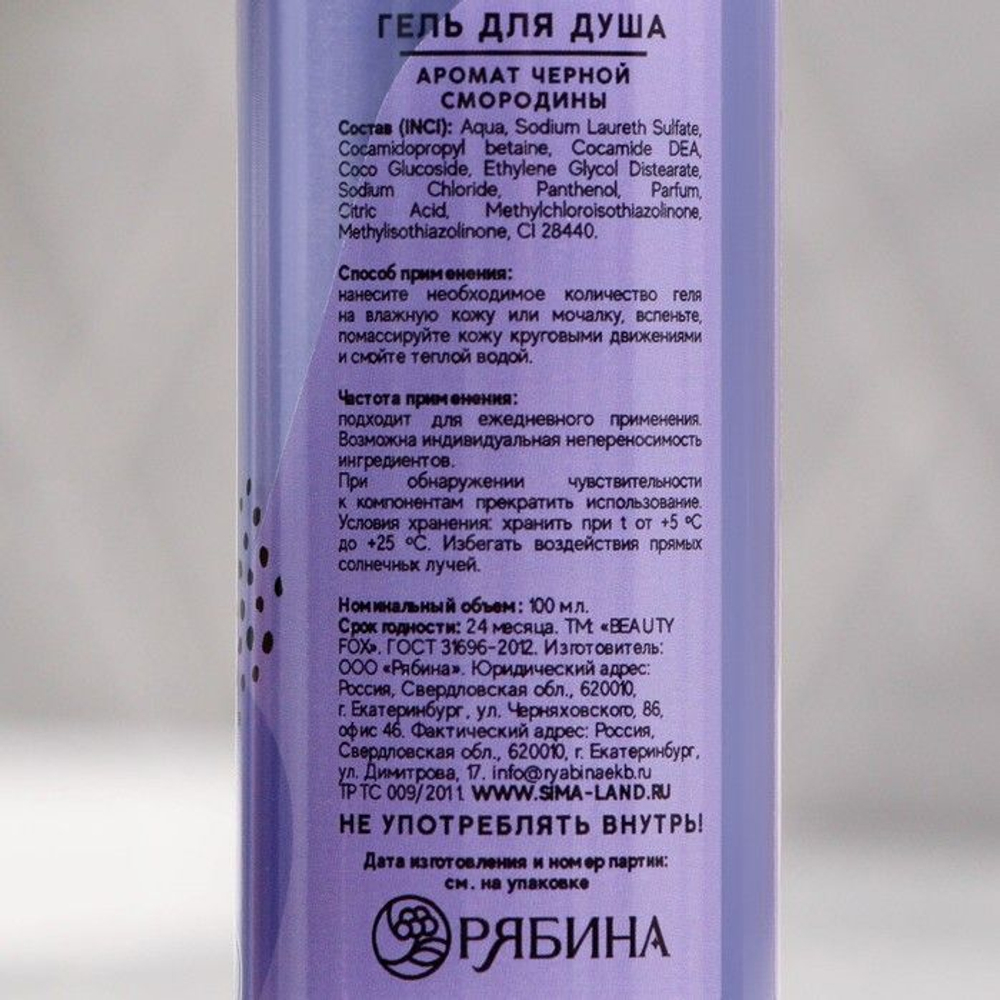 ГЕЛЬ ДЛЯ ДУША
АРОМАТ ЧЕРНОЙ
СМОРОДИНЫ
Состав (INCI): Aqua, Sodium Laureth Sulfate,
Cocamidopropyl betaine, Cocamide DEA,
Coco Glucoside, Ethylene Glycol Distearate,
Sodium Chloride, Panthenol, Parfum,
Citric Acid, Methylchloroisothiazolinone,
Methylisothiazolinone, CI 28440.
Способ применения:
нанесите необходимое количество геля
на влажную кожу или мочалку, вспеньте,
помассируйте кожу круговыми движениями
и смойте теплой водой.
Частота применения:
подходит для ежедневного применения.
Возможна индивидуальная непереносимость
ингредиентов.
При обнаружении чувствительности
к компонентам прекратить использование.
Условия хранения: хранить при t от +5 °С
до +25 °С. Избегать воздействия прямых
солнечных лучей.
Номинальный объем: 100 мл.
Срок годности: 24 месяца. ТМ: «BEAUTY
FOX». ГОСТ 31696-2012. Изготовитель:
ООО «Рябина». Юридический адрес:
Россия, Свердловская обл., 620010,
г. Екатеринбург, ул. Черняховского, 86,
офис 46. Фактический адрес: Россия,
Свердловская обл., 620010, г. Екатеринбург,
ул. Димитрова, 17. info@ryabinaekb.ru
ТР ТС 009/2011. WWW.SIMA-LAND.RU
НЕ УПОТРЕБЛЯТЬ ВНУТРЬ!
Дата изготовления и номер партии:
см. на упаковке
РЯБИНА